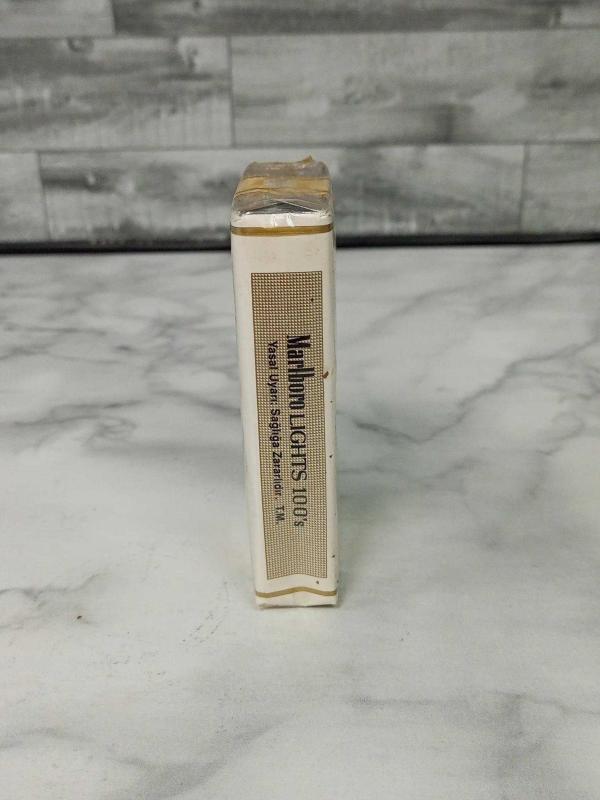 Marlboro LIGHTS 100's
Yasal Uyarı: Sağlığa Zararlıdır. T.M.